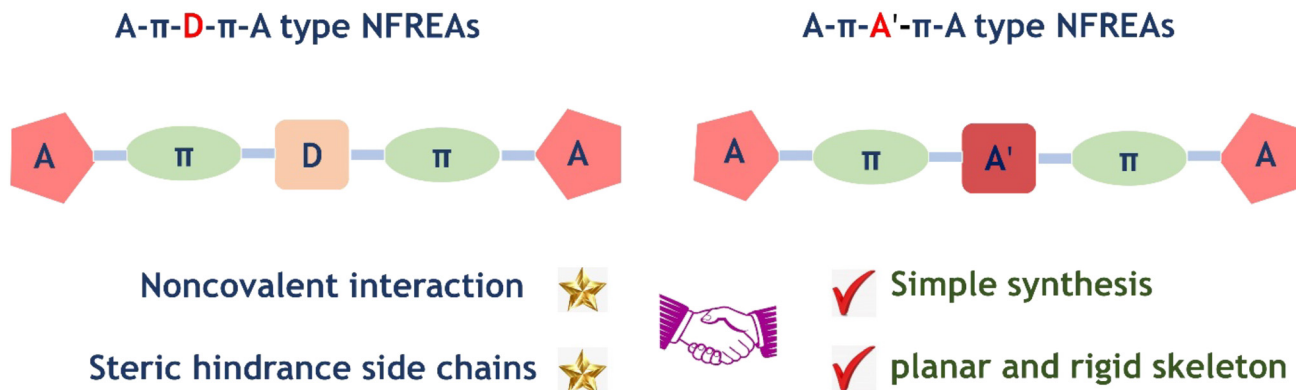 A-π-D-π-A type NFREAs
A-π-A'-π-A type NFREAs
A π D π A
A π A' π A
Noncovalent interaction
Simple synthesis
Steric hindrance side chains
planar and rigid skeleton